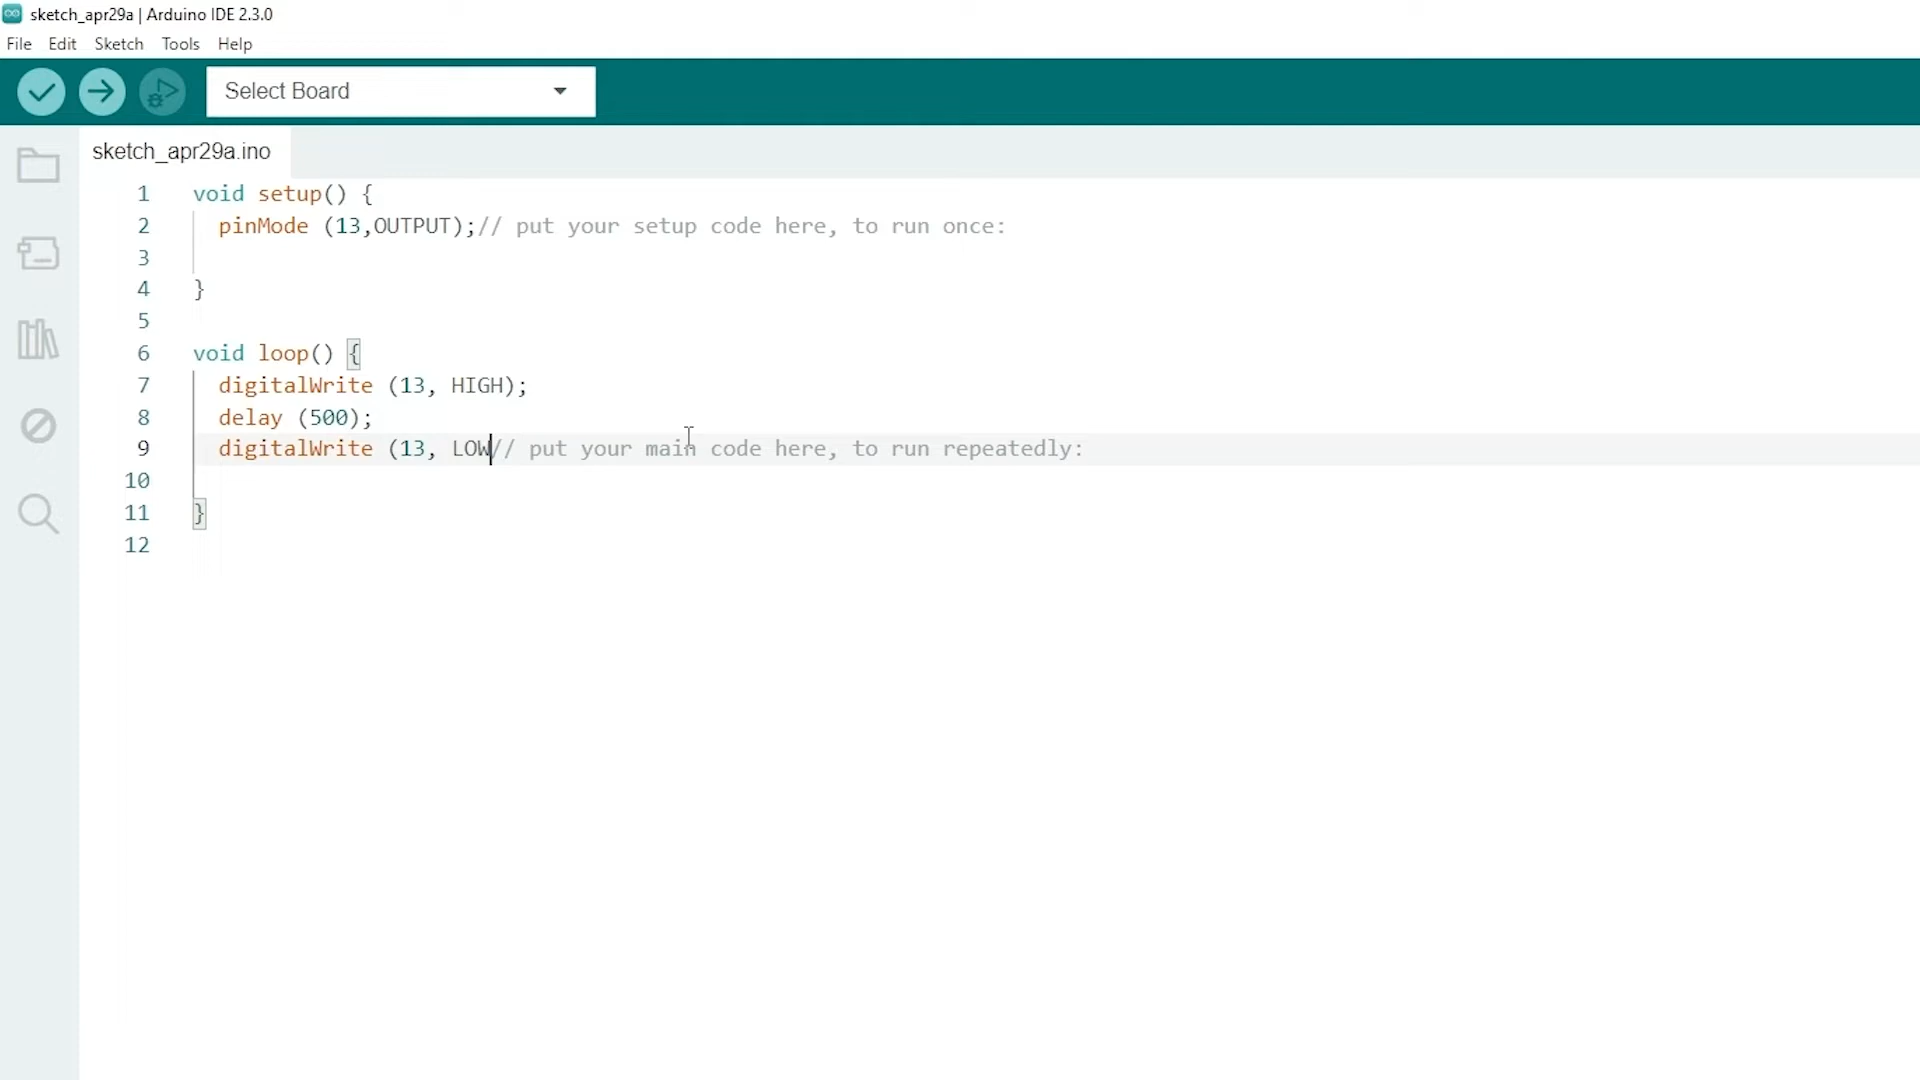 sketch_apr29a | Arduino IDE 2.3.0
File Edit Sketch Tools Help
Select Board
sketch_apr29a.ino
1 void setup() {
2 pinMode (13,OUTPUT);// put your setup code here, to run once:
3
4 }
5
6 void loop() {
7 digitalWrite (13, HIGH);
8 delay (500);
9 digitalWrite (13, LOW// put your main code here, to run repeatedly:
10
11 }
12